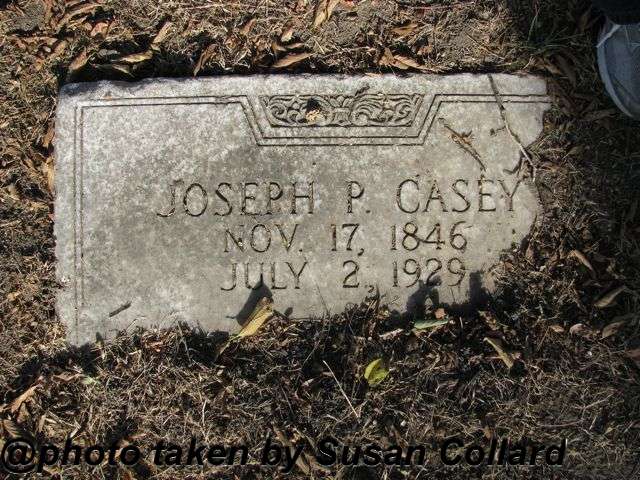 JOSEPH P. CASEY
NOV. 17, 1846
JULY 2, 1929
@photo taken by Susan Collard